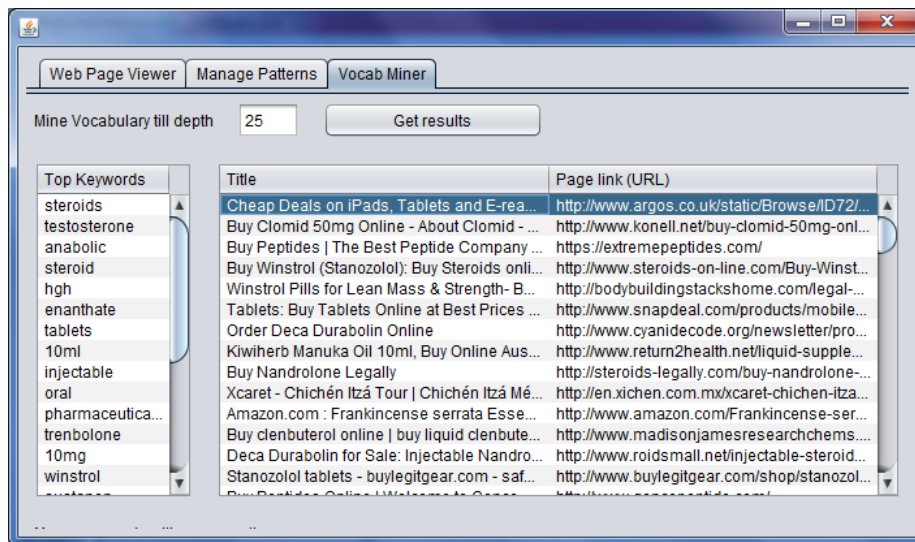 Web Page Viewer Manage Patterns Vocab Miner
Mine Vocabulary till depth 25 Get results
Top Keywords Title Page link (URL)
steroids Cheap Deals on iPads, Tablets and E-rea... http://www.argos.co.uk/static/Browse/ID72/...
testosterone Buy Clomid 50mg Online - About Clomid - ... http://www.konell.net/buy-clomid-50mg-onl...
anabolic Buy Peptides | The Best Peptide Company ... https://extremepeptides.com/
steroid Buy Winstrol (Stanozolol): Buy Steroids onli... http://www.steroids-on-line.com/Buy-Winst...
hgh Winstrol Pills for Lean Mass & Strength- B... http://bodybuildingstackshome.com/legal-...
enanthate Tablets: Buy Tablets Online at Best Prices ... http://www.snapdeal.com/products/mobile...
tablets Order Deca Durabolin Online http://www.cyanidecode.org/newsletter/pro...
10ml Kiwiherb Manuka Oil 10ml, Buy Online Aus... http://www.return2health.net/liquid-supple...
injectable Buy Nandrolone Legally http://steroids-legally.com/buy-nandrolone-...
oral Xcaret - Chichén Itzá Tour | Chichén Itzá Mé... http://en.xichen.com.mx/xcaret-chichen-itza...
pharmaceutica... Amazon.com : Frankincense serrata Esse... http://www.amazon.com/Frankincense-ser...
trenbolone Buy clenbuterol online | buy liquid clenbute... http://www.madisonjamesresearchchems....
10mg Deca Durabolin for Sale: Injectable Nandro... http://www.roidsmall.net/injectable-steroid...
winstrol Stanozolol tablets - buylegitgear.com - saf... http://www.buylegitgear.com/shop/stanozol...